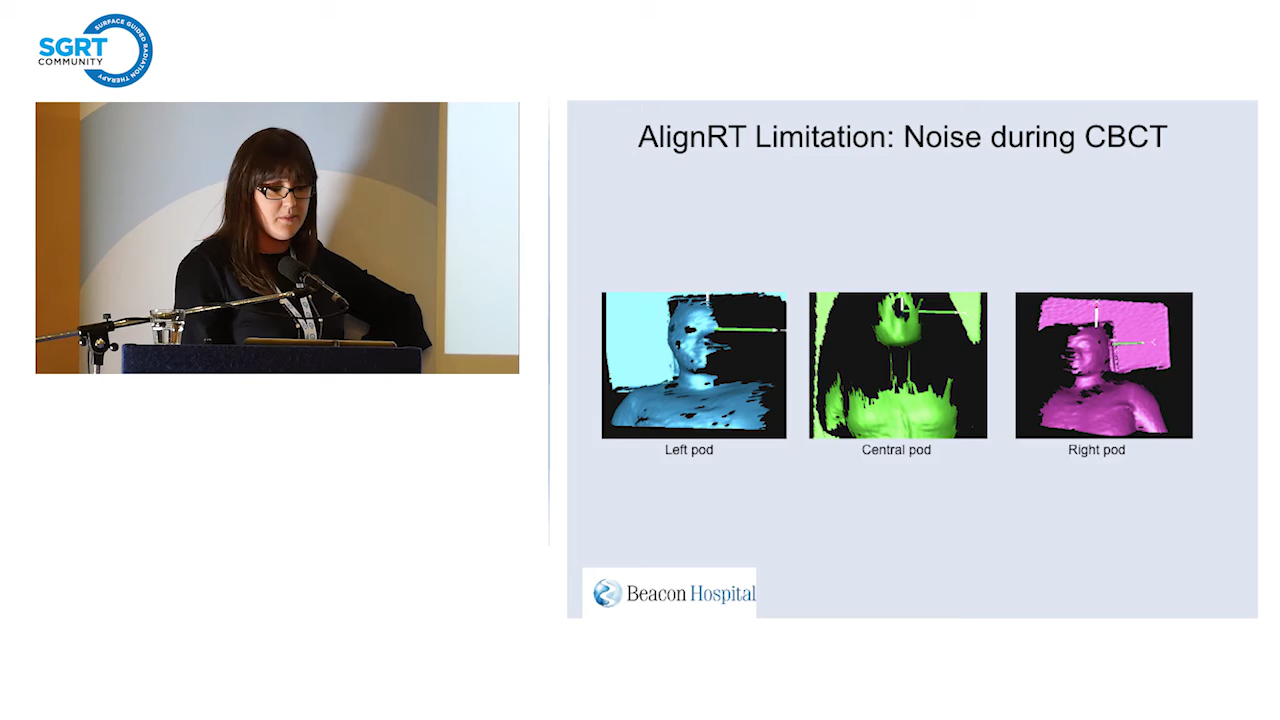 SURFACE GUIDED
RADIATION THERAPY
SGRT
COMMUNITY
AlignRT Limitation: Noise during CBCT
Left pod
Central pod
Right pod
Beacon Hospital